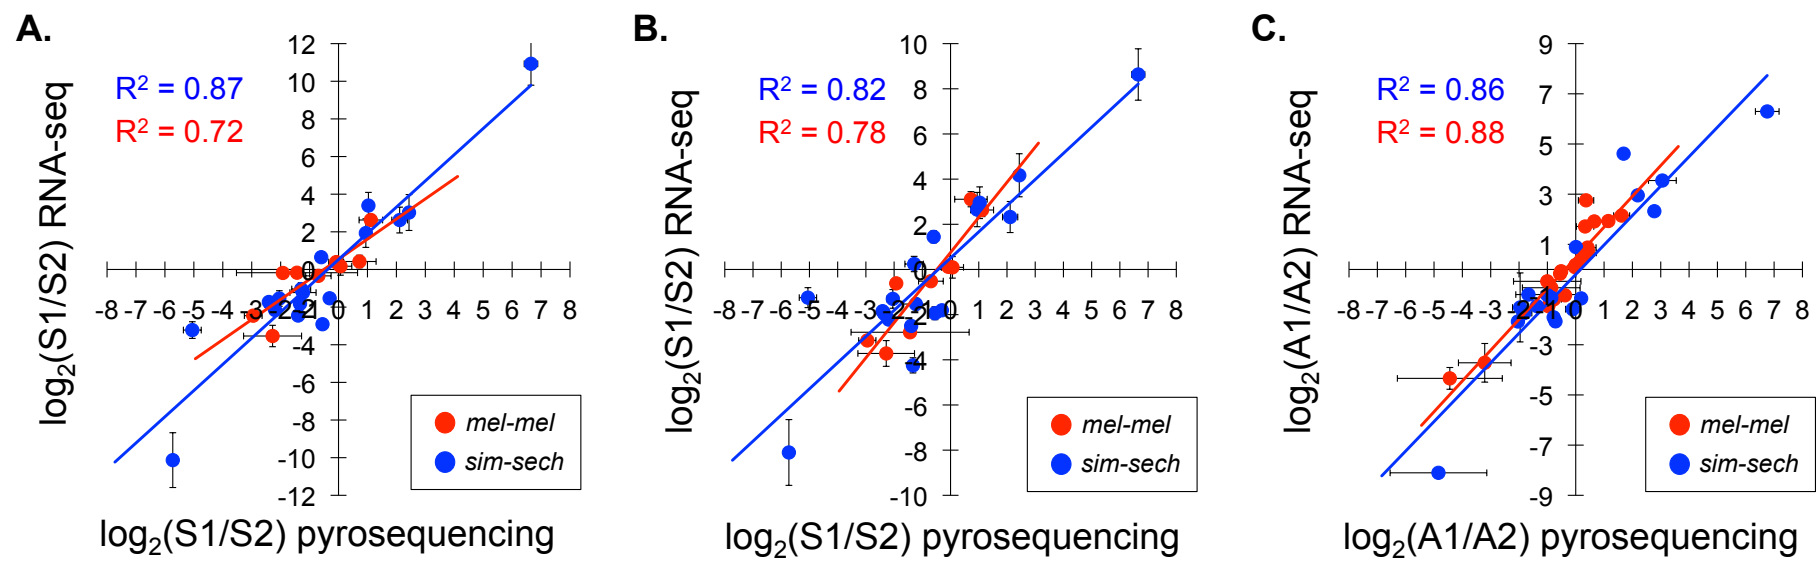 A.
log2(S1/S2) RNA-seq
R2 = 0.87
R2 = 0.72
12
10
8
6
4
2
0
-2
-4
-6
-8
-10
-12
-8 -7 -6 -5 -4 -3 -2 -1 0 1 2 3 4 5 6 7 8
mel-mel
sim-sech
log2(S1/S2) pyrosequencing
B.
log2(S1/S2) RNA-seq
R2 = 0.82
R2 = 0.78
10
8
6
4
2
0
-2
-4
-6
-8
-10
-8 -7 -6 -5 -4 -3 -2 -1 0 1 2 3 4 5 6 7 8
mel-mel
sim-sech
log2(S1/S2) pyrosequencing
C.
log2(A1/A2) RNA-seq
R2 = 0.86
R2 = 0.88
9
7
5
3
1
-1
-3
-5
-7
-9
-8 -7 -6 -5 -4 -3 -2 -1 0 1 2 3 4 5 6 7 8
mel-mel
sim-sech
log2(A1/A2) pyrosequencing